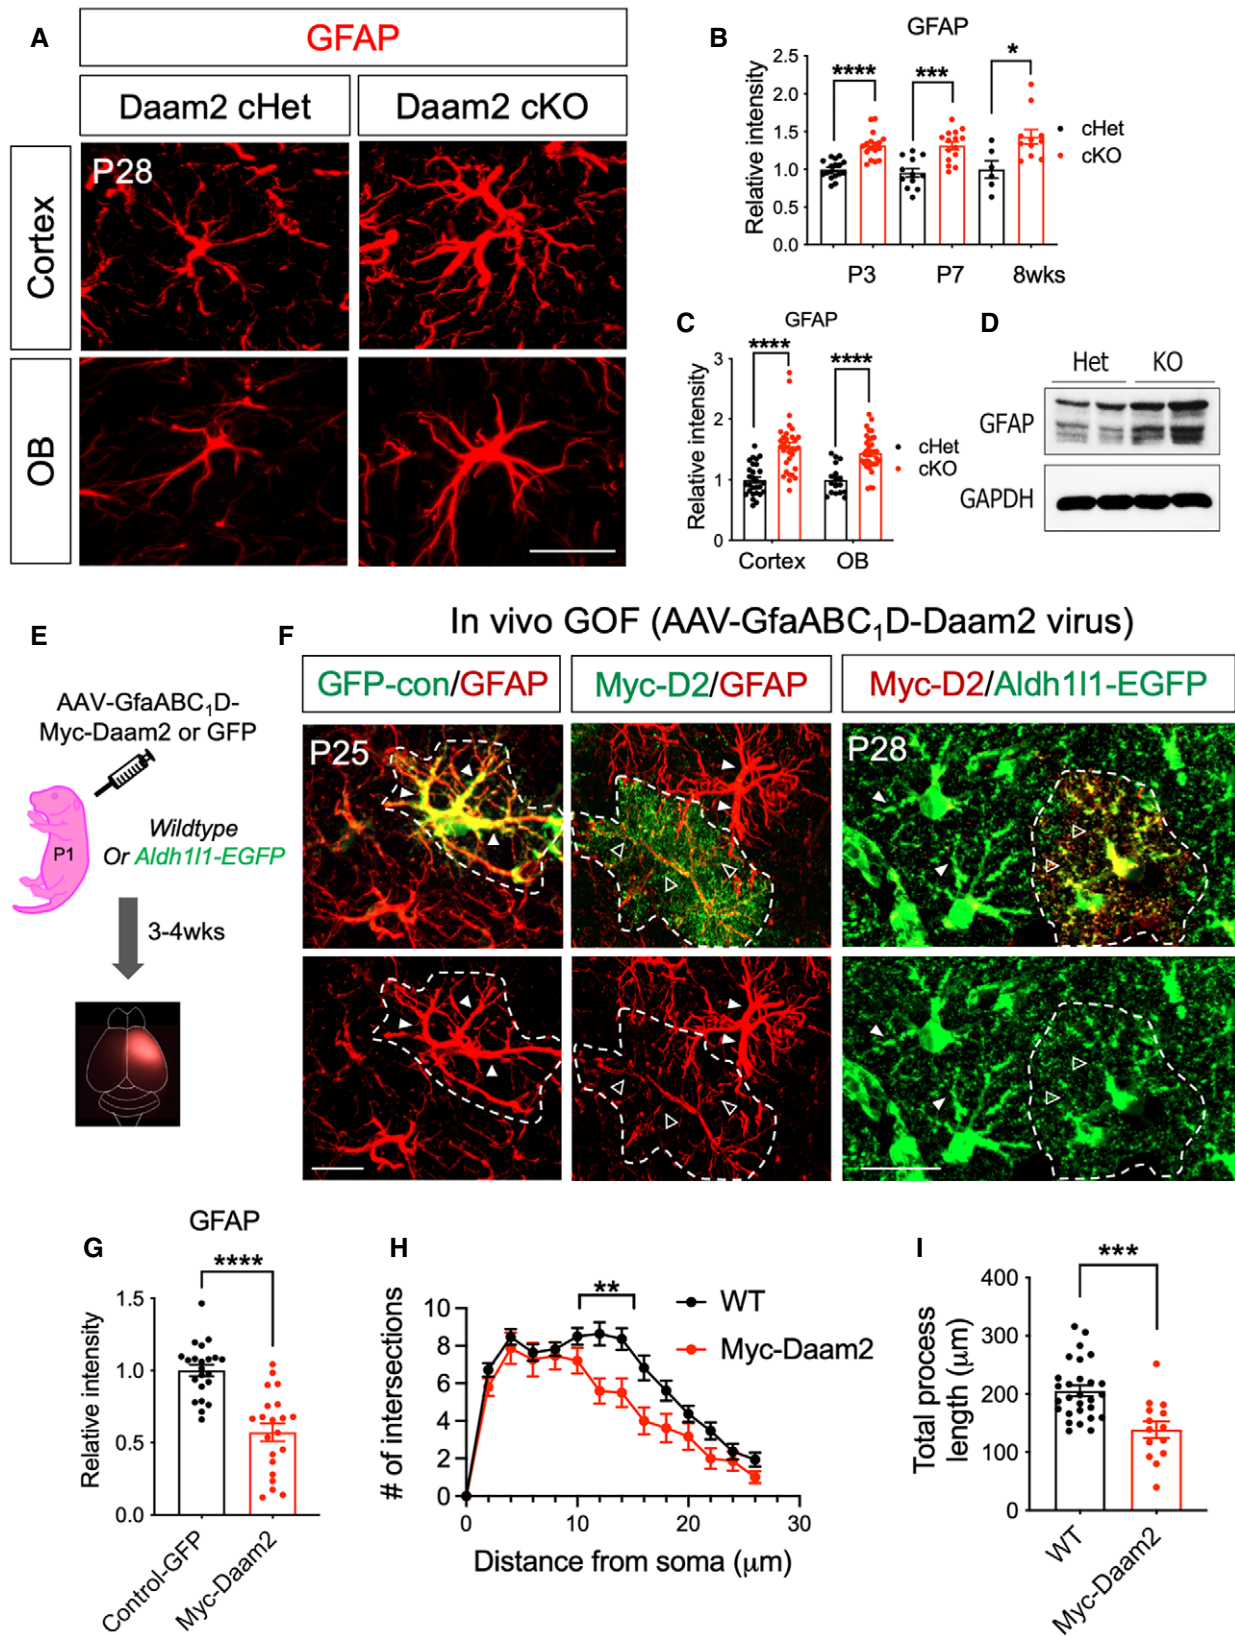 A
GFAP
Daam2 cHet
Daam2 cKO
Cortex
P28
OB
B
GFAP
Relative intensity
2.5
2.0
1.5
1.0
0.5
0.0
****
***
*
cHet
cKO
P3
P7
8wks
C
GFAP
Relative intensity
3
2
1
0
****
****
cHet
cKO
Cortex
OB
D
Het
KO
GFAP
GAPDH
E
AAV-GfaABC₁D-
Myc-Daam2 or GFP
P1
Wildtype
Or Aldh1l1-EGFP
3-4wks
F
In vivo GOF (AAV-GfaABC₁D-Daam2 virus)
GFP-con/GFAP
Myc-D2/GFAP
Myc-D2/Aldh1l1-EGFP
P25
P28
G
GFAP
****
Relative intensity
1.5
1.0
0.5
0.0
Control-GFP
Myc-Daam2
H
# of intersections
10
8
6
4
2
0
**
WT
Myc-Daam2
0
10
20
30
Distance from soma (μm)
I
***
Total process
length (μm)
400
300
200
100
0
WT
Myc-Daam2